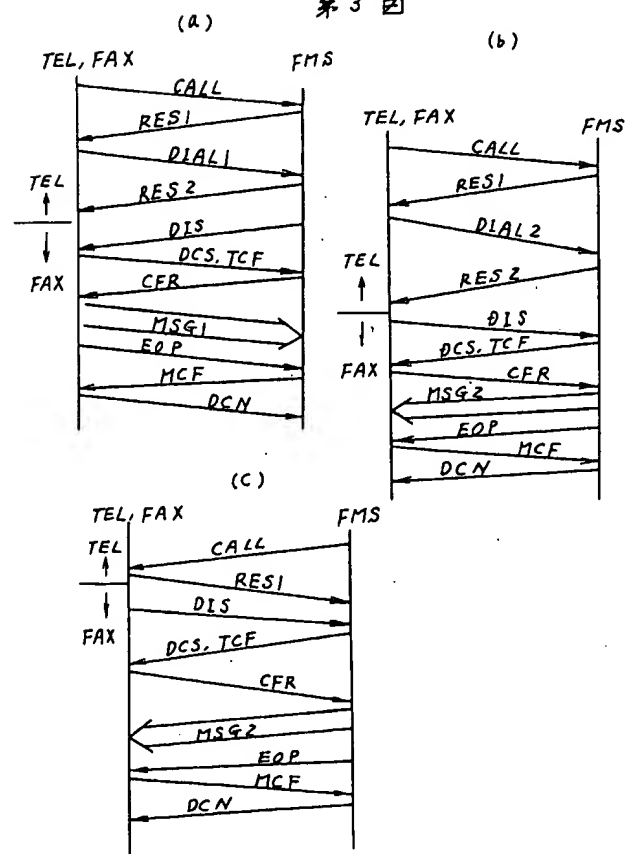 第3図
(a)
TEL, FAX FMS
CALL
RES1
DIAL1
RES2
TEL
DIS
DCS, TCF
FAX
CFR
MSG1
EOP
MCF
DCN
(b)
TEL, FAX FMS
CALL
RES1
DIAL2
TEL
RES2
DIS
DCS, TCF
FAX
CFR
MSG2
EOP
MCF
DCN
(c)
TEL, FAX FMS
TEL
CALL
RES1
DIS
FAX
DCS, TCF
CFR
MSG2
EOP
MCF
DCN